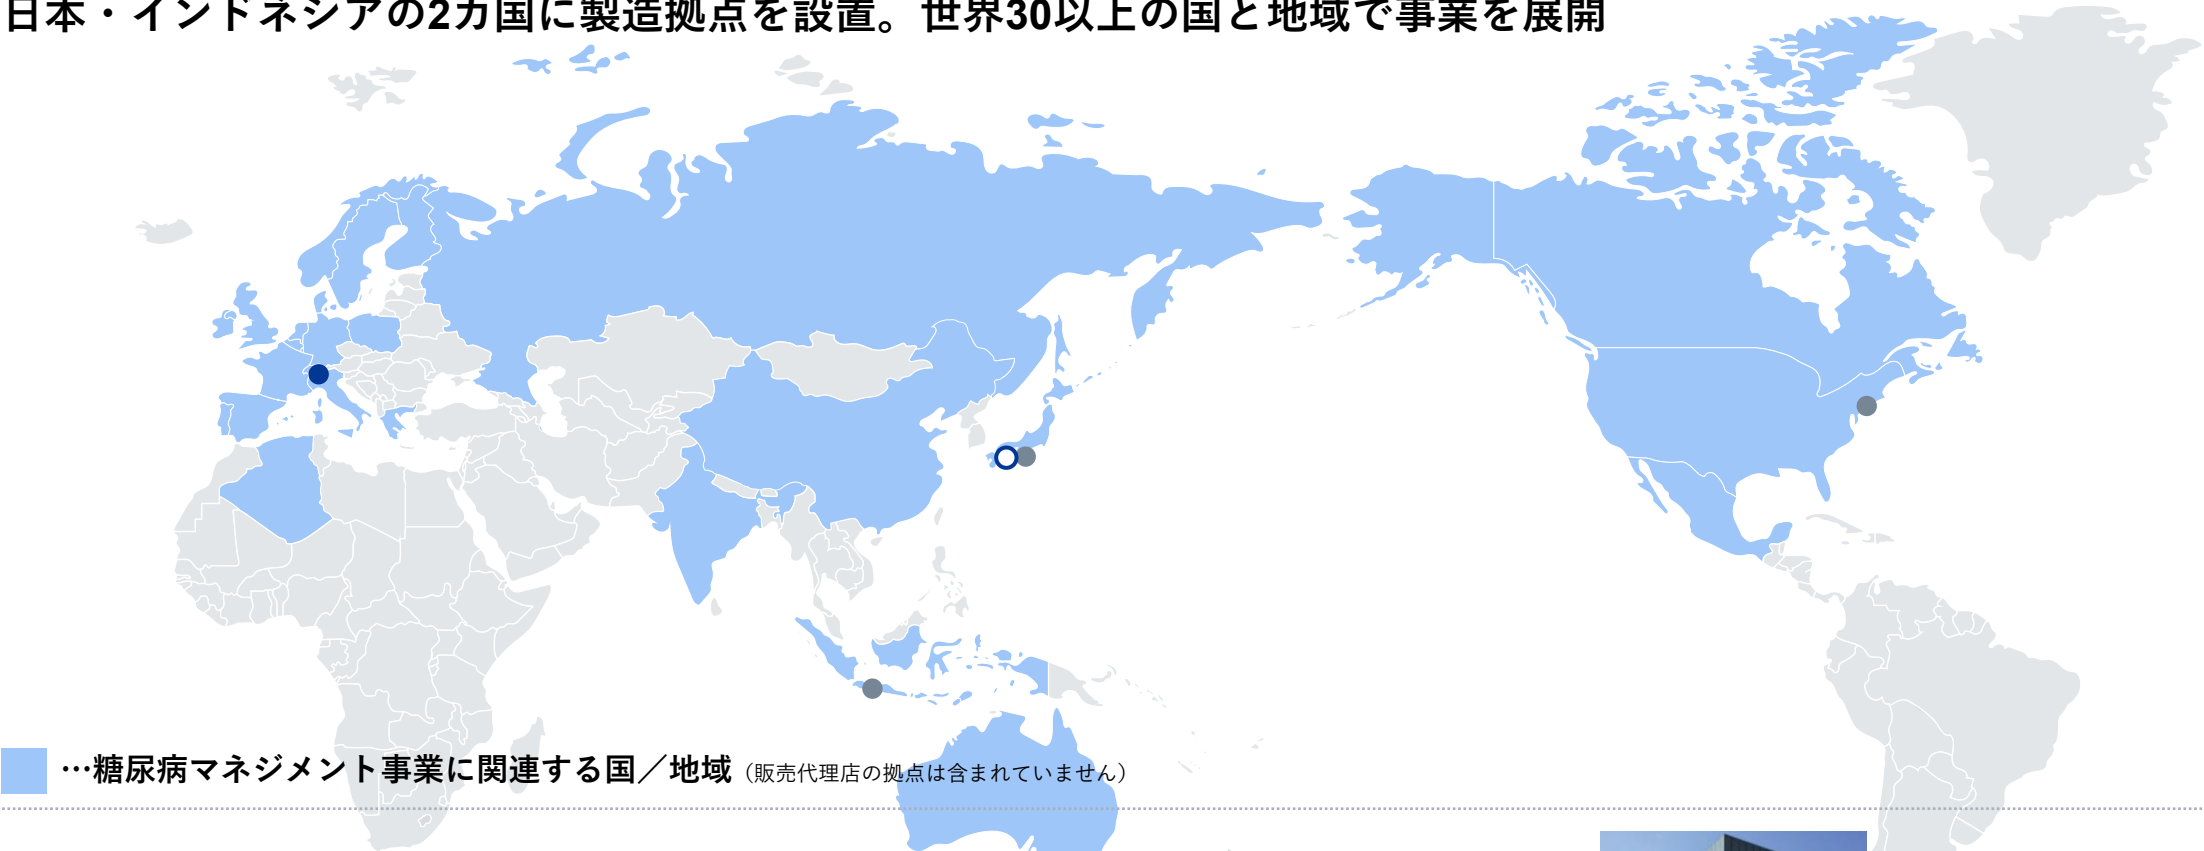 日本・インドネシアの2カ国に製造拠点を設置。世界30以上の国と地域で事業を展開
…糖尿病マネジメント事業に関連する国／地域（販売代理店の拠点は含まれていません）